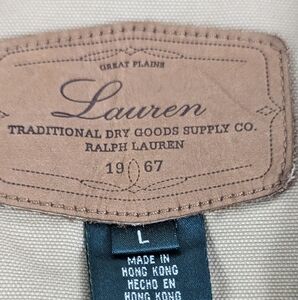 GREAT PLAINS
Lauren
TRADITIONAL DRY GOODS SUPPLY CO.
RALPH LAUREN
19 67
L
MADE IN
HONG KONG
HECHO EN
HONG KONG